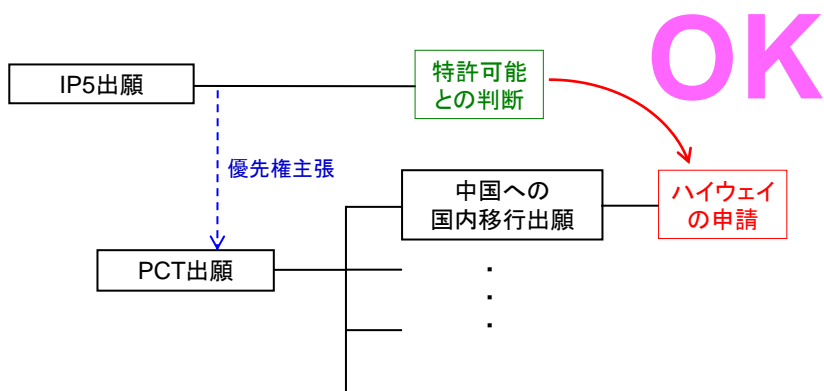 OK
IP5出願
特許可能
との判断
優先権主張
中国への
国内移行出願
ハイウェイ
の申請
PCT出願
・
・
・